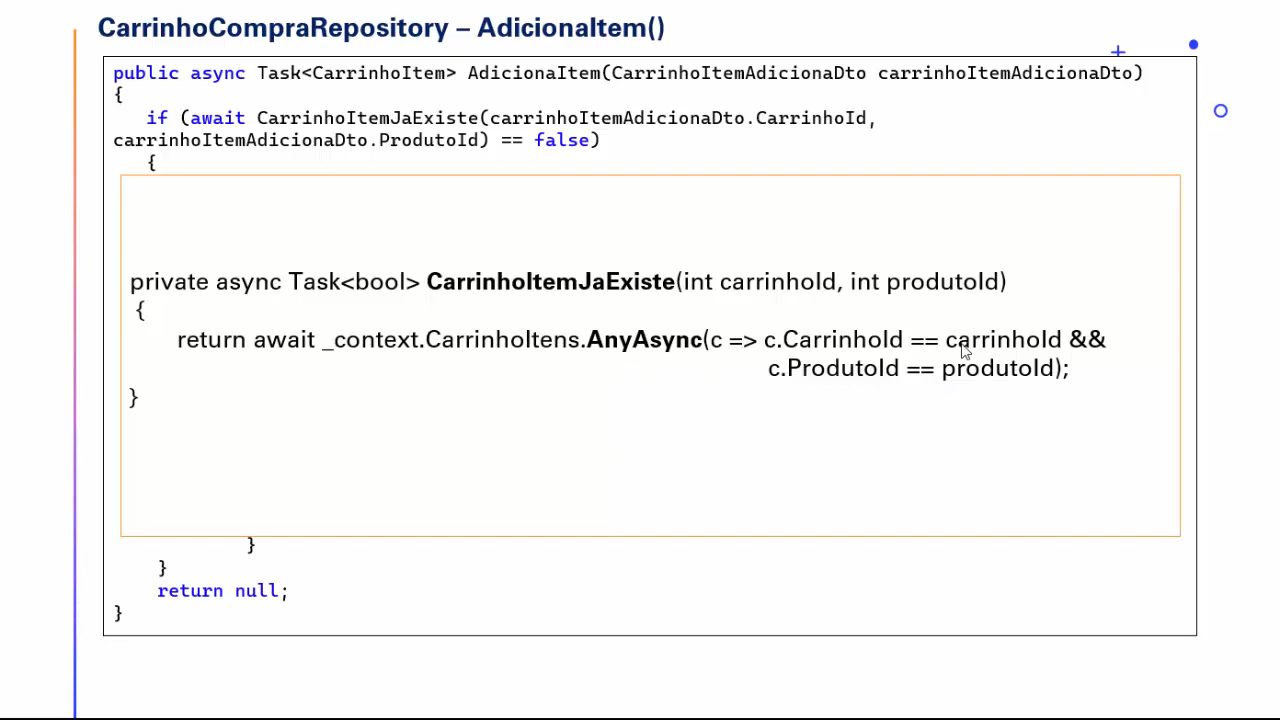 CarrinhoCompraRepository – AdicionaItem()
public async Task<CarrinhoItem> AdicionaItem(CarrinhoItemAdicionaDto carrinhoItemAdicionaDto)
{
if (await CarrinhoItemJaExiste(carrinhoItemAdicionaDto.CarrinhoId,
carrinhoItemAdicionaDto.ProdutoId) == false)
{
private async Task<bool> CarrinhoItemJaExiste(int carrinhoId, int produtoId)
{
return await _context.CarrinhoItens.AnyAsync(c => c.CarrinhoId == carrinhoId &&
c.ProdutoId == produtoId);
}
}
}
return null;
}